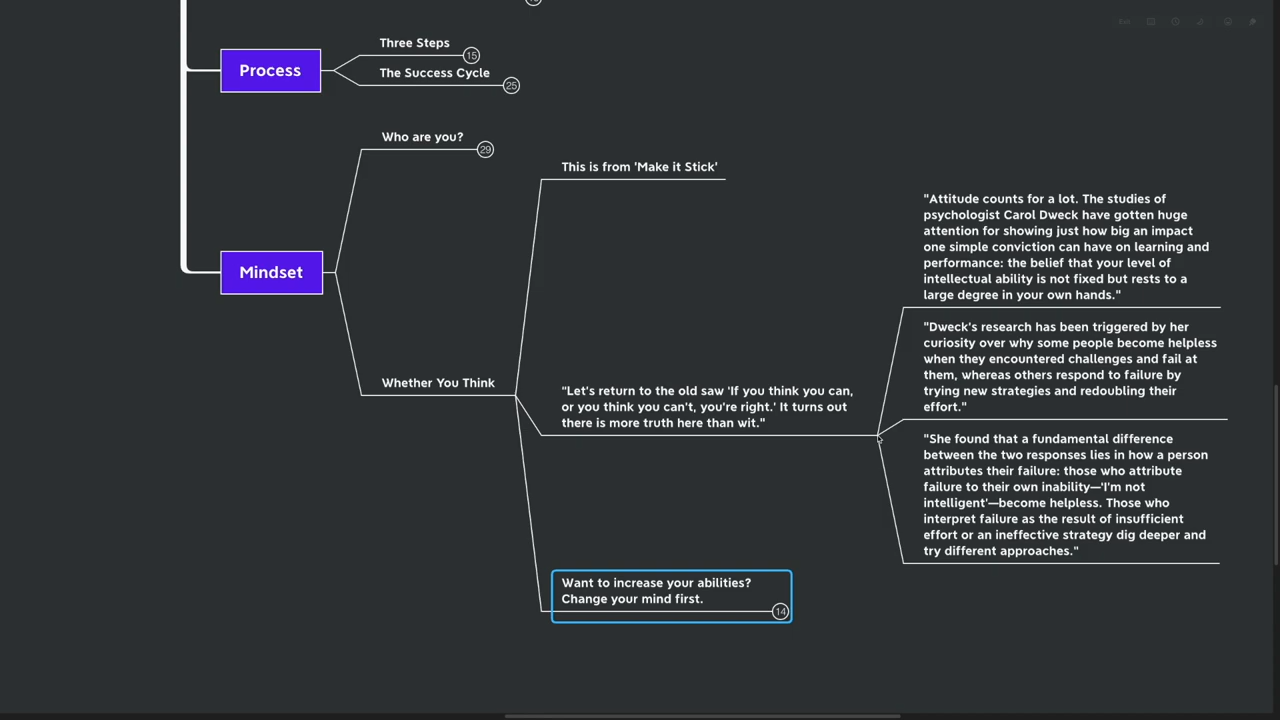 Process
Three Steps
15
The Success Cycle
25
Mindset
Who are you?
29
Whether You Think
This is from 'Make it Stick'
"Let's return to the old saw 'If you think you can,
or you think you can't, you're right.' It turns out
there is more truth here than wit."
"Attitude counts for a lot. The studies of
psychologist Carol Dweck have gotten huge
attention for showing just how big an impact
one simple conviction can have on learning and
performance: the belief that your level of
intellectual ability is not fixed but rests to a
large degree in your own hands."
"Dweck's research has been triggered by her
curiosity over why some people become helpless
when they encountered challenges and fail at
them, whereas others respond to failure by
trying new strategies and redoubling their
effort."
"She found that a fundamental difference
between the two responses lies in how a person
attributes their failure: those who attribute
failure to their own inability—'I'm not
intelligent'—become helpless. Those who
interpret failure as the result of insufficient
effort or an ineffective strategy dig deeper and
try different approaches."
Want to increase your abilities?
Change your mind first.
14